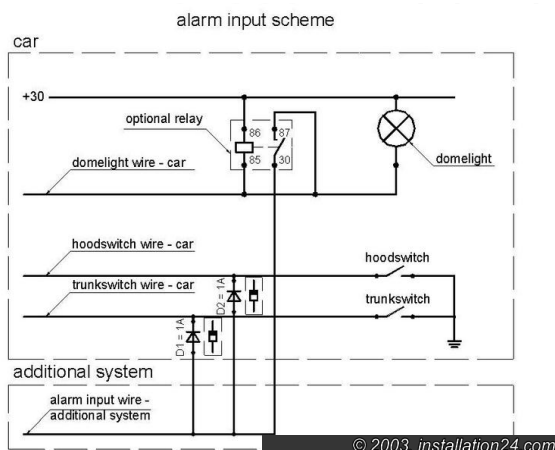 alarm input scheme
car
+30
optional relay
86
87
85
30
domelight wire - car
domelight
hoodswitch wire - car
hoodswitch
trunkswitch wire - car
trunkswitch
D2 = 1A
D1 = 1A
additional system
alarm input wire -
additional system
© 2003 installation24.com